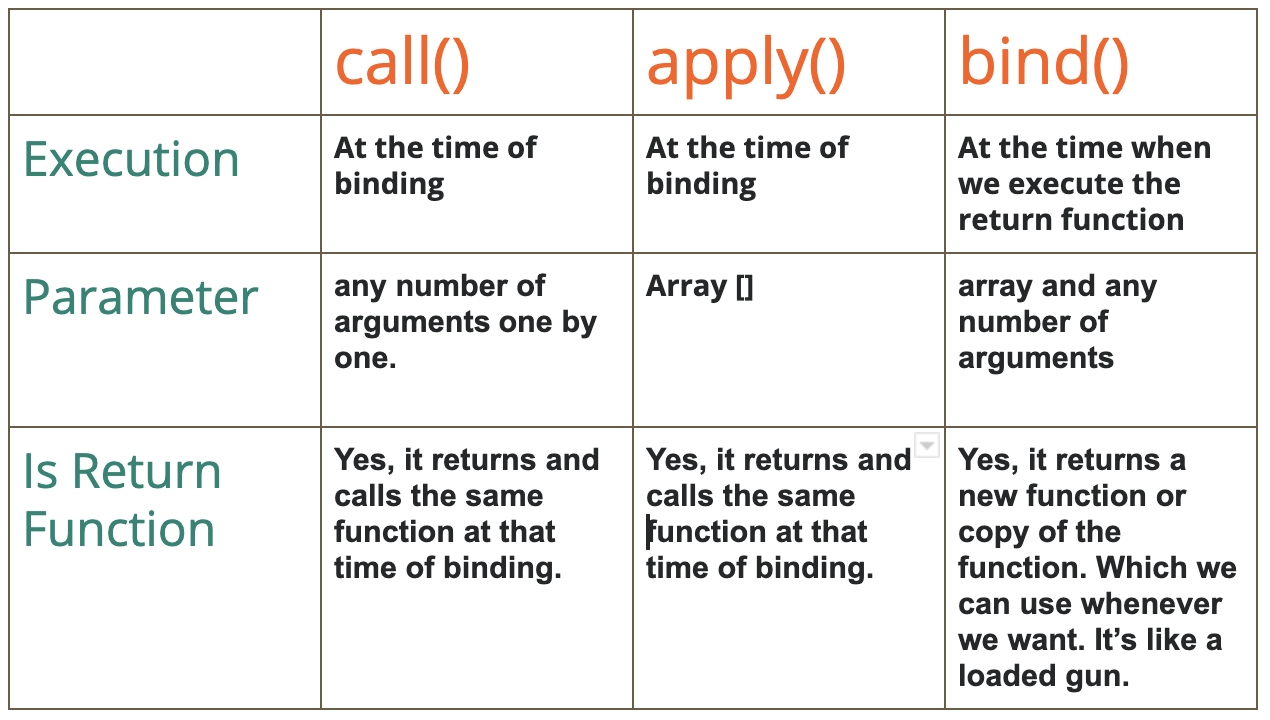 call()
apply()
bind()
Execution
At the time of
binding
At the time of
binding
At the time when
we execute the
return function
Parameter
any number of
arguments one by
one.
Array []
array and any
number of
arguments
Is Return
Function
Yes, it returns and
calls the same
function at that
time of binding.
Yes, it returns and
calls the same
function at that
time of binding.
Yes, it returns a
new function or
copy of the
function. Which we
can use whenever
we want. It’s like a
loaded gun.